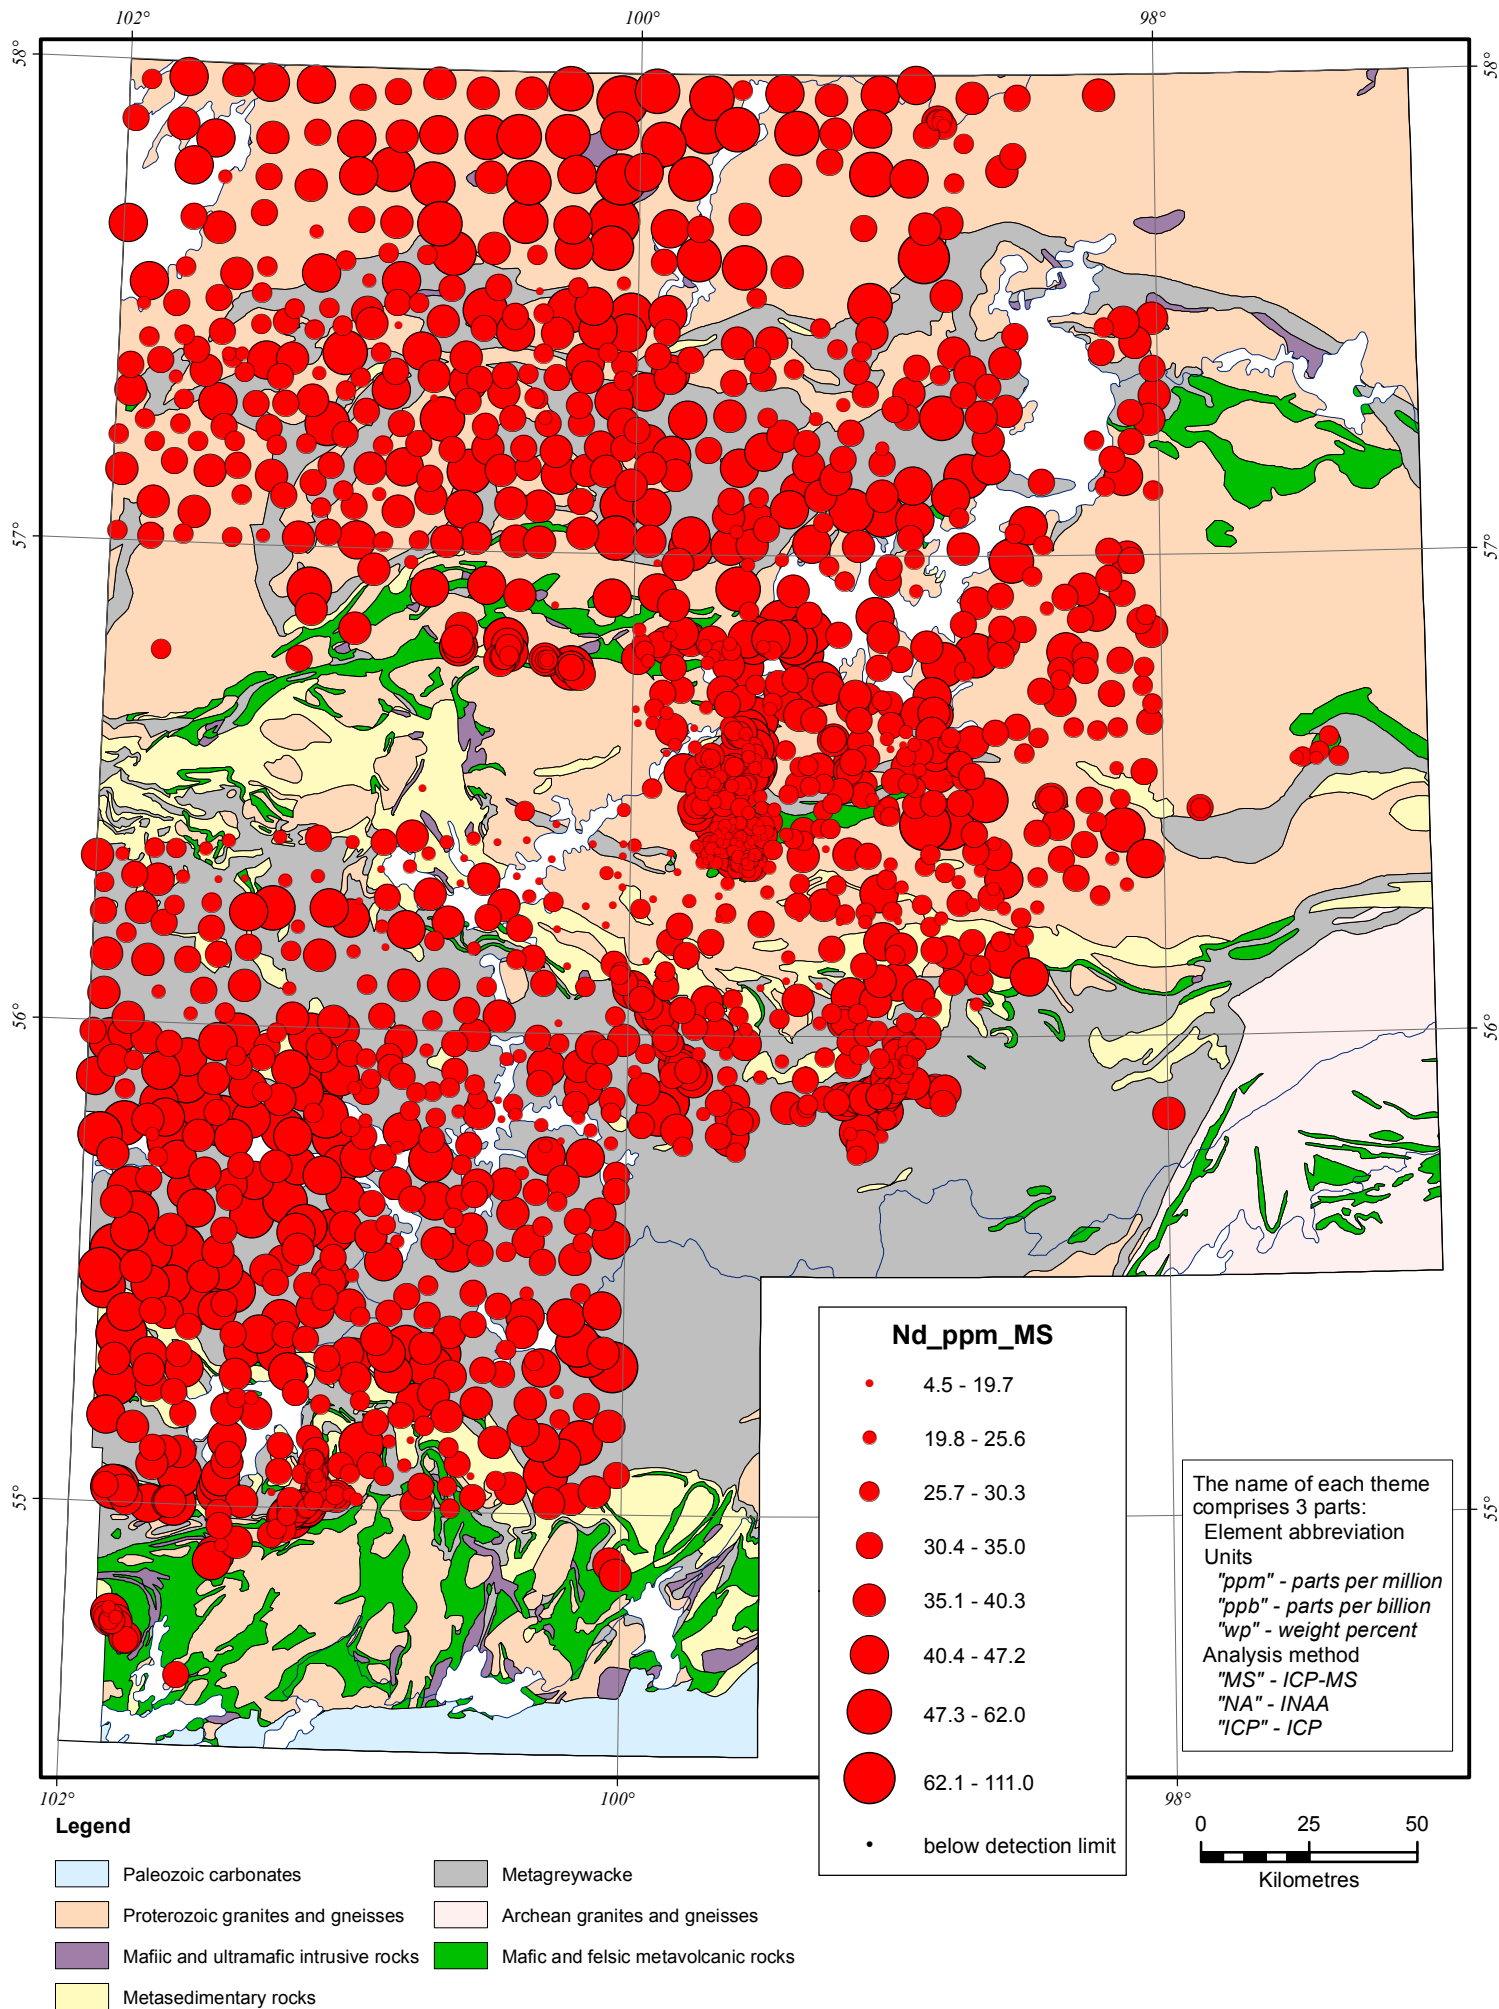 102°
100°
98°
58°
58°
57°
57°
56°
56°
55°
55°
Nd_ppm_MS
4.5 - 19.7
19.8 - 25.6
25.7 - 30.3
30.4 - 35.0
35.1 - 40.3
40.4 - 47.2
47.3 - 62.0
62.1 - 111.0
below detection limit
The name of each theme
comprises 3 parts:
Element abbreviation
Units
"ppm" - parts per million
"ppb" - parts per billion
"wp" - weight percent
Analysis method
"MS" - ICP-MS
"NA" - INAA
"ICP" - ICP
102°
100°
98°
Legend
0 25 50
Kilometres
Paleozoic carbonates
Metagreywacke
Proterozoic granites and gneisses
Archean granites and gneisses
Mafiic and ultramafic intrusive rocks
Mafic and felsic metavolcanic rocks
Metasedimentary rocks